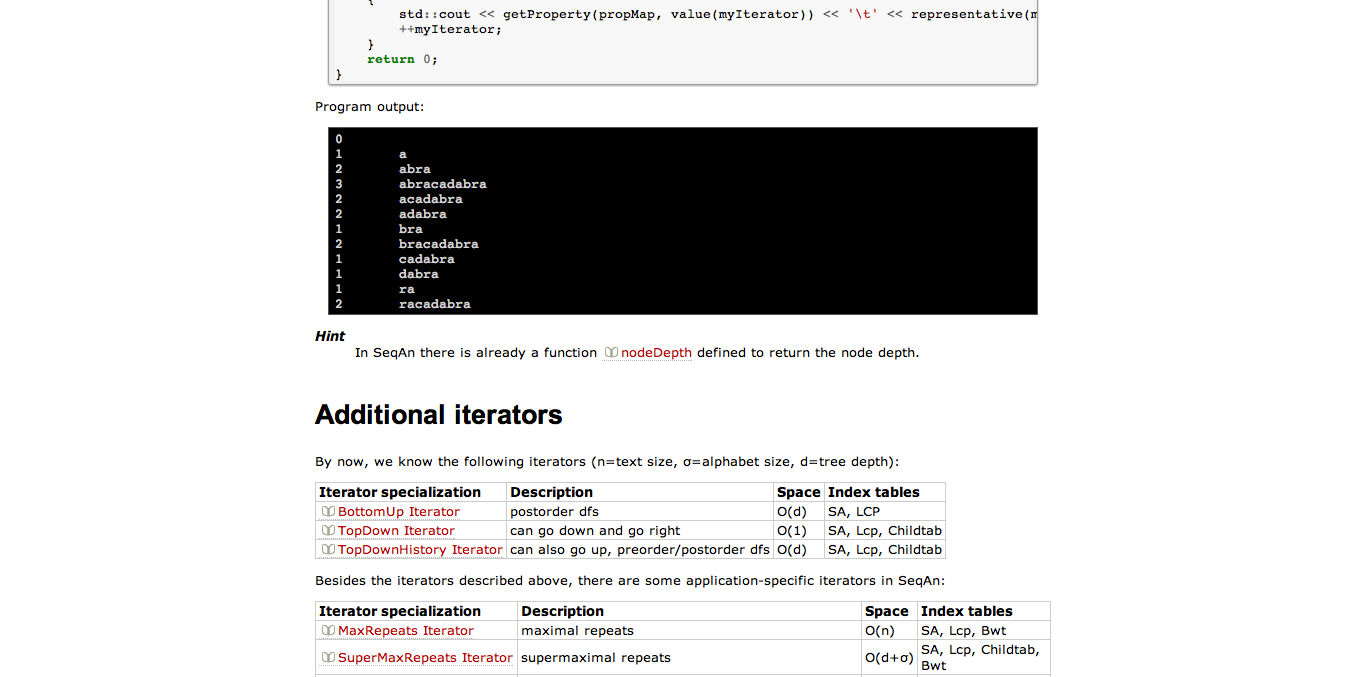 {
std::cout << getProperty(propMap, value(myIterator)) << '\t' << representative(m
++myIterator;
}
return 0;
}
Program output:
0
1 a
2 abra
3 abracadabra
2 acadabra
2 adabra
1 bra
2 bracadabra
1 cadabra
1 dabra
1 ra
2 racadabra
Hint
In SeqAn there is already a function nodeDepth defined to return the node depth.
Additional iterators
By now, we know the following iterators (n=text size, σ=alphabet size, d=tree depth):
Iterator specialization Description Space Index tables
BottomUp Iterator postorder dfs O(d) SA, LCP
TopDown Iterator can go down and go right O(1) SA, Lcp, Childtab
TopDownHistory Iterator can also go up, preorder/postorder dfs O(d) SA, Lcp, Childtab
Besides the iterators described above, there are some application-specific iterators in SeqAn:
Iterator specialization Description Space Index tables
MaxRepeats Iterator maximal repeats O(n) SA, Lcp, Bwt
SuperMaxRepeats Iterator supermaximal repeats O(d+σ) SA, Lcp, Childtab,
Bwt